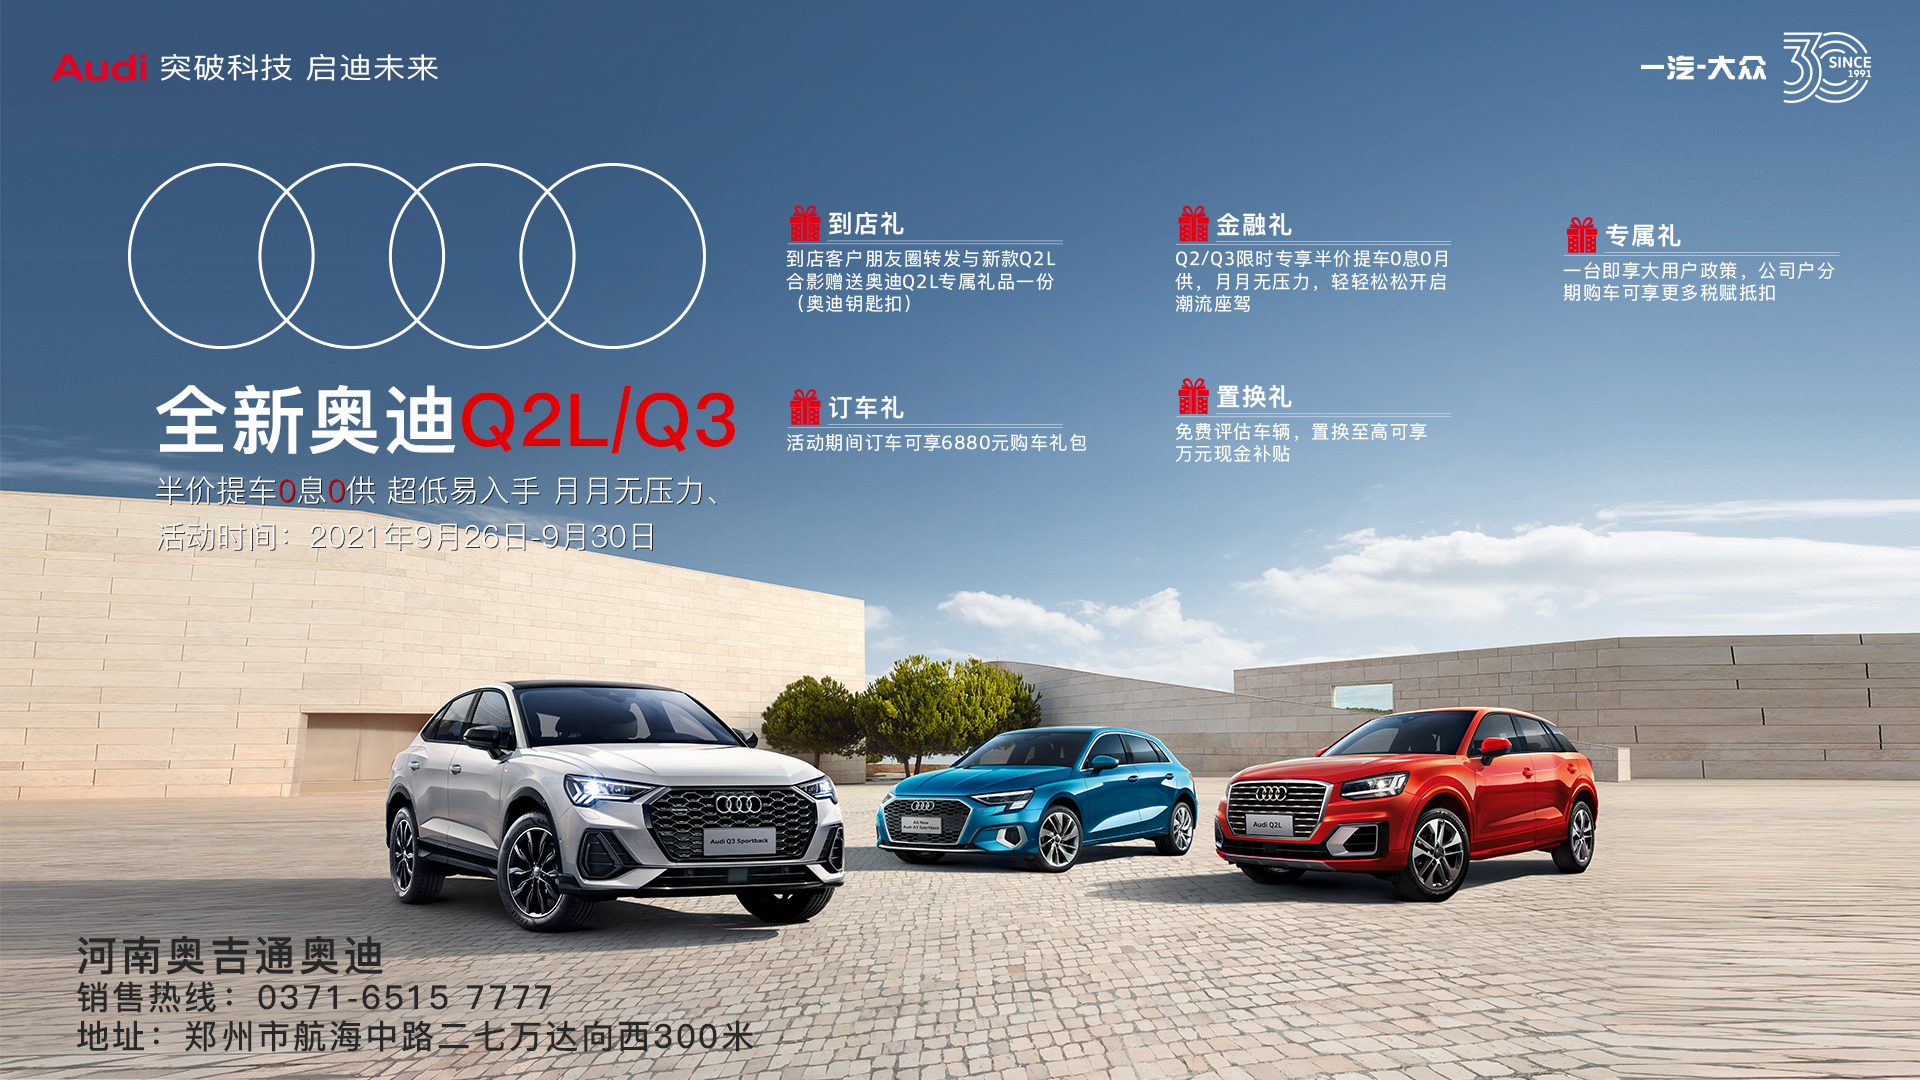 Audi 突破科技 启迪未来
一汽-大众 30 SINCE 1991
全新奥迪Q2L/Q3
半价提车0息0供 超低易入手 月月无压力、
活动时间：2021年9月26日-9月30日
到店礼
到店客户朋友圈转发与新款Q2L
合影赠送奥迪Q2L专属礼品一份
（奥迪钥匙扣）
金融礼
Q2/Q3限时专享半价提车0息0月
供，月月无压力，轻轻松松开启
潮流座驾
专属礼
一台即享大用户政策，公司户分
期购车可享更多税赋抵扣
订车礼
活动期间订车可享6880元购车礼包
置换礼
免费评估车辆，置换至高可享
万元现金补贴
Audi Q3 Sportback
All New
Audi A3 Sportback
Audi Q2L
河南奥吉通奥迪
销售热线：0371-6515 7777
地址：郑州市航海中路二七万达向西300米